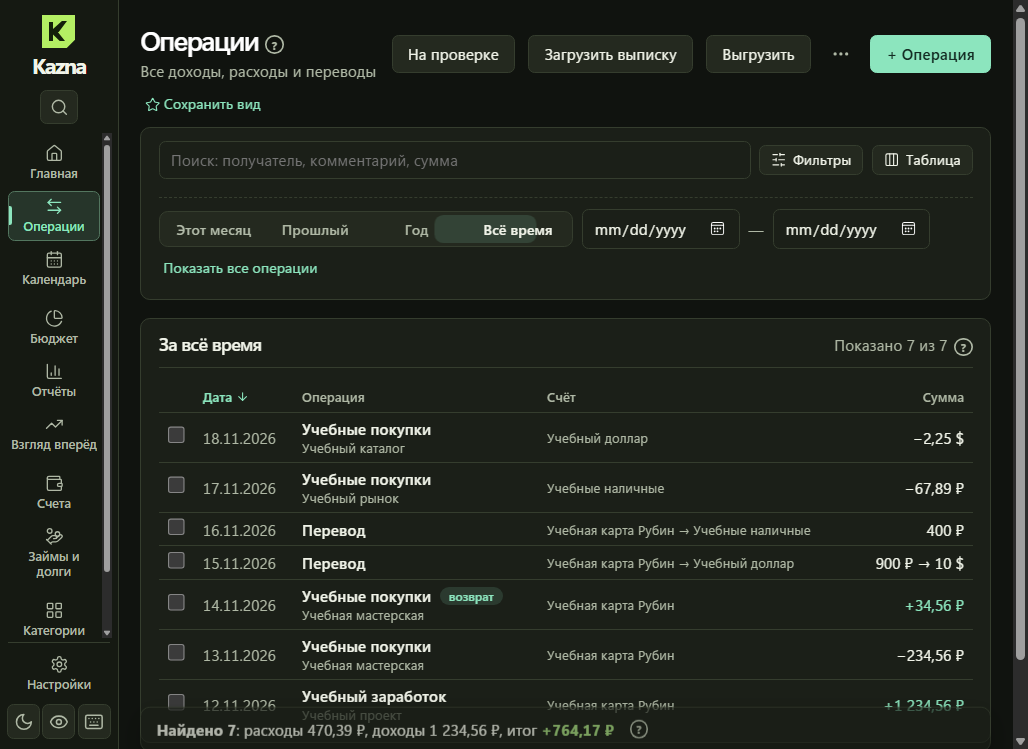 Kazna
Главная
Операции
Календарь
Бюджет
Отчёты
Взгляд вперёд
Счета
Займы и
долги
Категории
Настройки
Операции ?
Все доходы, расходы и переводы
На проверке
Загрузить выписку
Выгрузить
+ Операция
Сохранить вид
Поиск: получатель, комментарий, сумма
Фильтры
Таблица
Этот месяц Прошлый Год Всё время
mm/dd/yyyy — mm/dd/yyyy
Показать все операции
За всё время
Показано 7 из 7 ?
Дата ↓ Операция Счёт Сумма
18.11.2026 Учебные покупки Учебный доллар −2,25 $
Учебный каталог
17.11.2026 Учебные покупки Учебные наличные −67,89 ₽
Учебный рынок
16.11.2026 Перевод Учебная карта Рубин → Учебные наличные 400 ₽
15.11.2026 Перевод Учебная карта Рубин → Учебный доллар 900 ₽ → 10 $
14.11.2026 Учебные покупки возврат Учебная карта Рубин +34,56 ₽
Учебная мастерская
13.11.2026 Учебные покупки Учебная карта Рубин −234,56 ₽
Учебная мастерская
12.11.2026 Учебный заработок Учебная карта Рубин +1 234,56 ₽
Учебный проект
Найдено 7: расходы 470,39 ₽, доходы 1 234,56 ₽, итог +764,17 ₽ ?